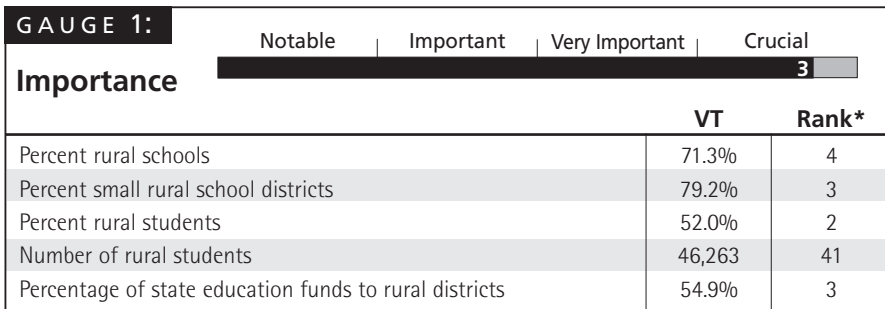 GAUGE 1:
Notable Important Very Important Crucial
3
Importance
VT Rank*
Percent rural schools 71.3% 4
Percent small rural school districts 79.2% 3
Percent rural students 52.0% 2
Number of rural students 46,263 41
Percentage of state education funds to rural districts 54.9% 3